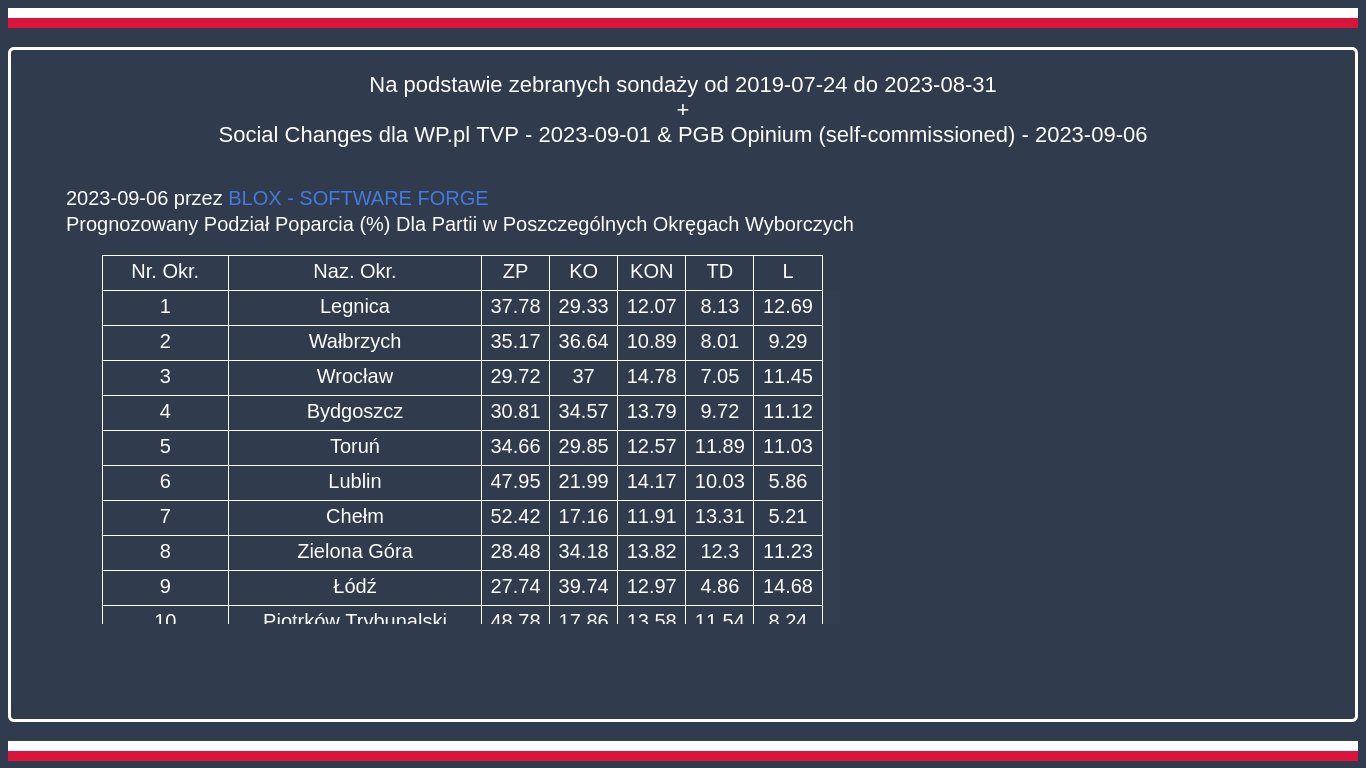 Na podstawie zebranych sondaży od 2019-07-24 do 2023-08-31
+
Social Changes dla WP.pl TVP - 2023-09-01 & PGB Opinium (self-commissioned) - 2023-09-06
2023-09-06 przez BLOX - SOFTWARE FORGE
Prognozowany Podział Poparcia (%) Dla Partii w Poszczególnych Okręgach Wyborczych
Nr. Okr. Naz. Okr. ZP KO KON TD L
1 Legnica 37.78 29.33 12.07 8.13 12.69
2 Wałbrzych 35.17 36.64 10.89 8.01 9.29
3 Wrocław 29.72 37 14.78 7.05 11.45
4 Bydgoszcz 30.81 34.57 13.79 9.72 11.12
5 Toruń 34.66 29.85 12.57 11.89 11.03
6 Lublin 47.95 21.99 14.17 10.03 5.86
7 Chełm 52.42 17.16 11.91 13.31 5.21
8 Zielona Góra 28.48 34.18 13.82 12.3 11.23
9 Łódź 27.74 39.74 12.97 4.86 14.68
10 Piotrków Trybunalski 48.78 17.86 13.58 11.54 8.24